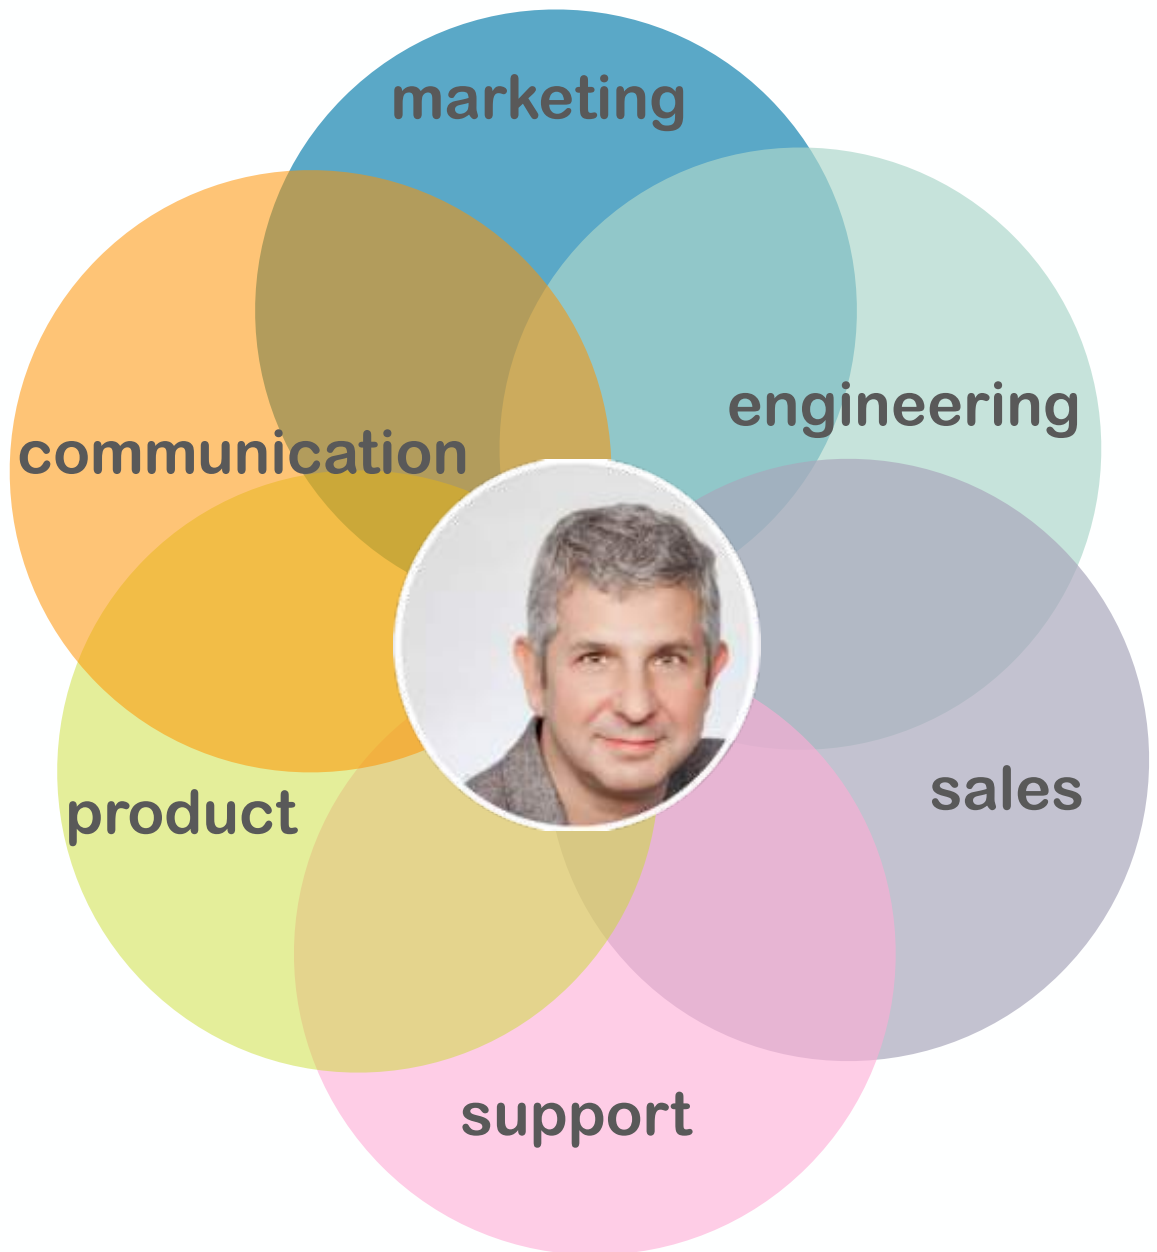 marketing
engineering
communication
sales
product
support